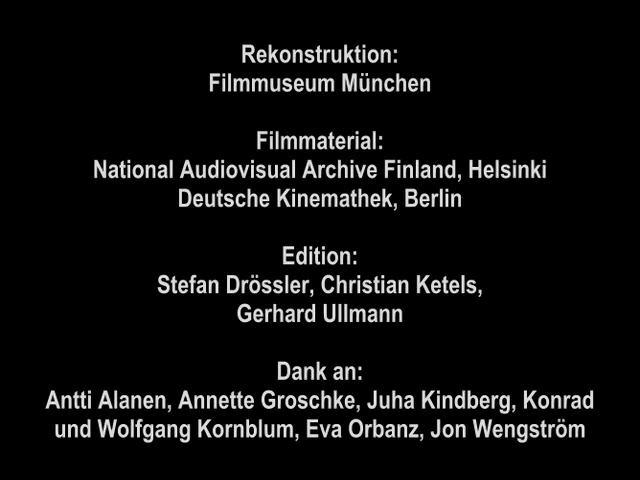 Rekonstruktion:
Filmmuseum München
Filmmaterial:
National Audiovisual Archive Finland, Helsinki
Deutsche Kinemathek, Berlin
Edition:
Stefan Drössler, Christian Ketels,
Gerhard Ullmann
Dank an:
Antti Alanen, Annette Groschke, Juha Kindberg, Konrad
und Wolfgang Kornblum, Eva Orbanz, Jon Wengström